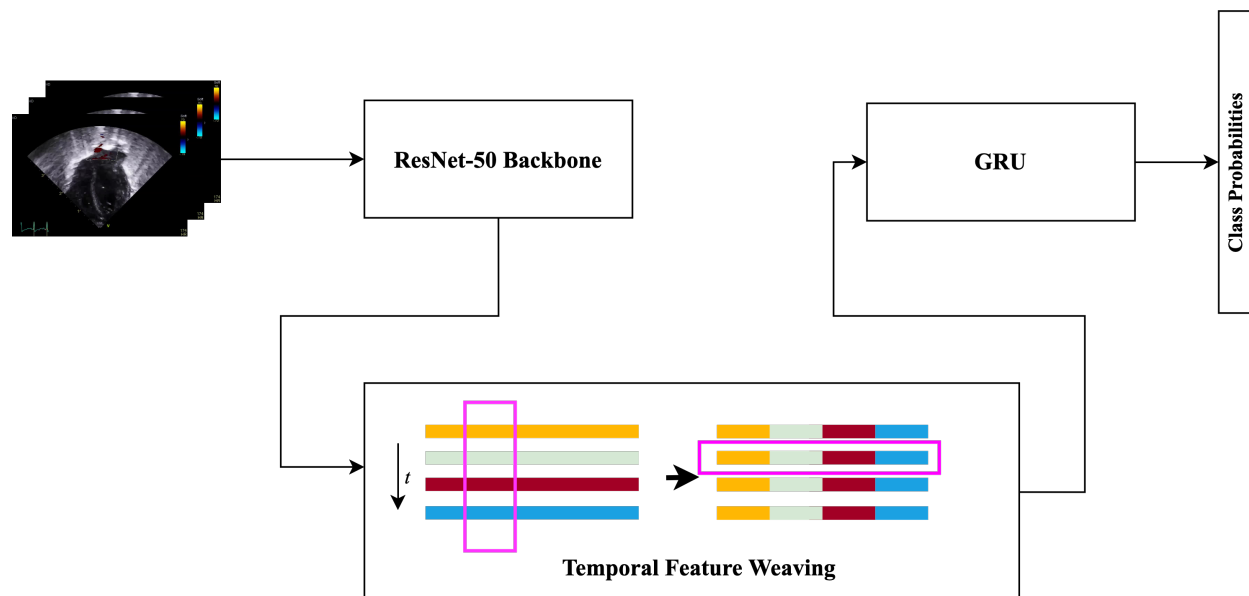 ResNet-50 Backbone
GRU
Class Probabilities
t
Temporal Feature Weaving